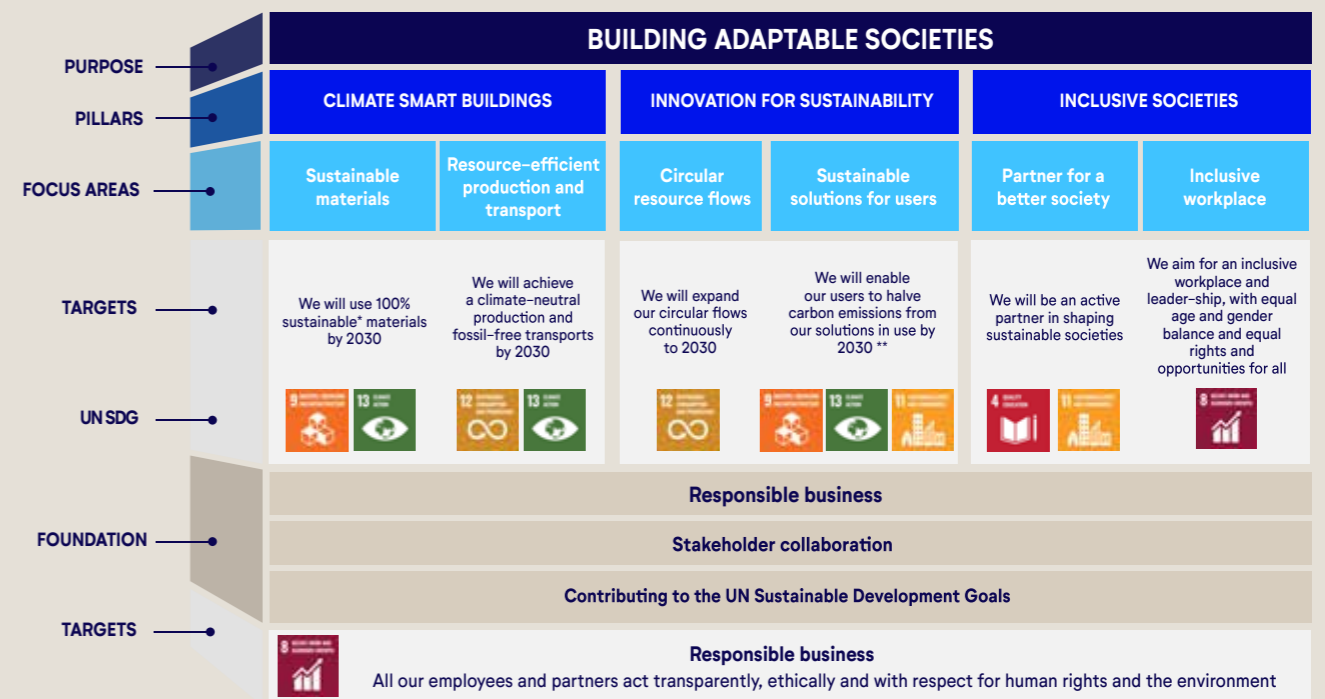 BUILDING ADAPTABLE SOCIETIES
PURPOSE
PILLARS
CLIMATE SMART BUILDINGS
INNOVATION FOR SUSTAINABILITY
INCLUSIVE SOCIETIES
FOCUS AREAS
Sustainable
materials
Resource-efficient
production and
transport
Circular
resource flows
Sustainable
solutions for users
Partner for a
better society
Inclusive
workplace
TARGETS
We will use 100%
sustainable* materials
by 2030
We will achieve
a climate-neutral
production and
fossil-free transports
by 2030
We will expand
our circular flows
continuously
to 2030
We will enable
our users to halve
carbon emissions from
our solutions in use by
2030 **
We will be an active
partner in shaping
sustainable societies
We aim for an inclusive
workplace and
leader-ship, with equal
age and gender
balance and equal
rights and
opportunities for all
UN SDG
9
13 CLIMATE
ACTION
12
13 CLIMATE
ACTION
12
9
13 CLIMATE
ACTION
11
4 QUALITY
EDUCATION
11
8
FOUNDATION
Responsible business
Stakeholder collaboration
Contributing to the UN Sustainable Development Goals
TARGETS
8
Responsible business
All our employees and partners act transparently, ethically and with respect for human rights and the environment